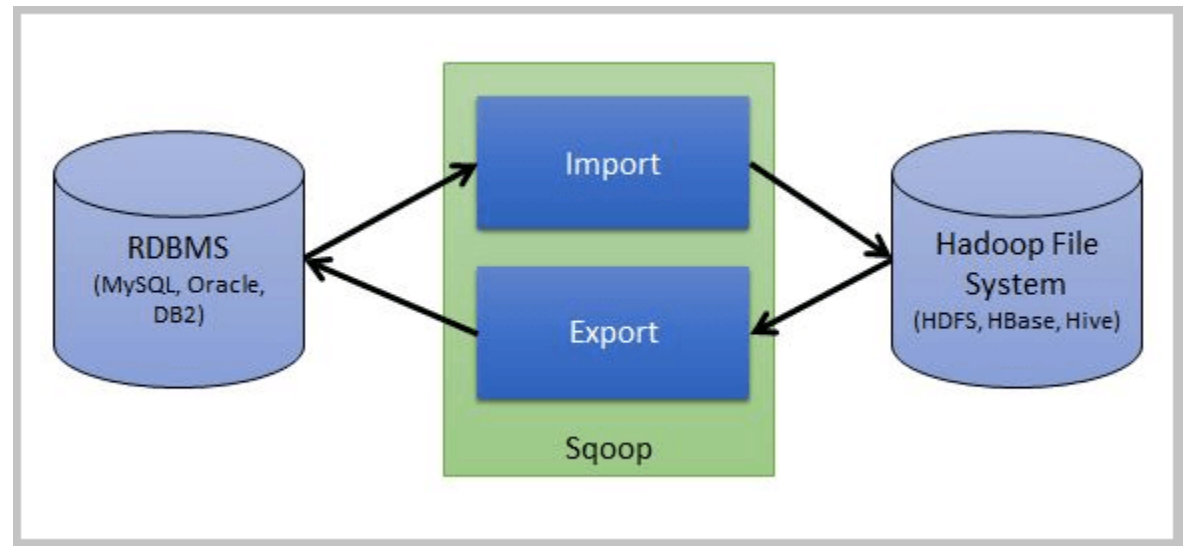 RDBMS
(MySQL, Oracle,
DB2)
Import
Export
Sqoop
Hadoop File
System
(HDFS, HBase, Hive)